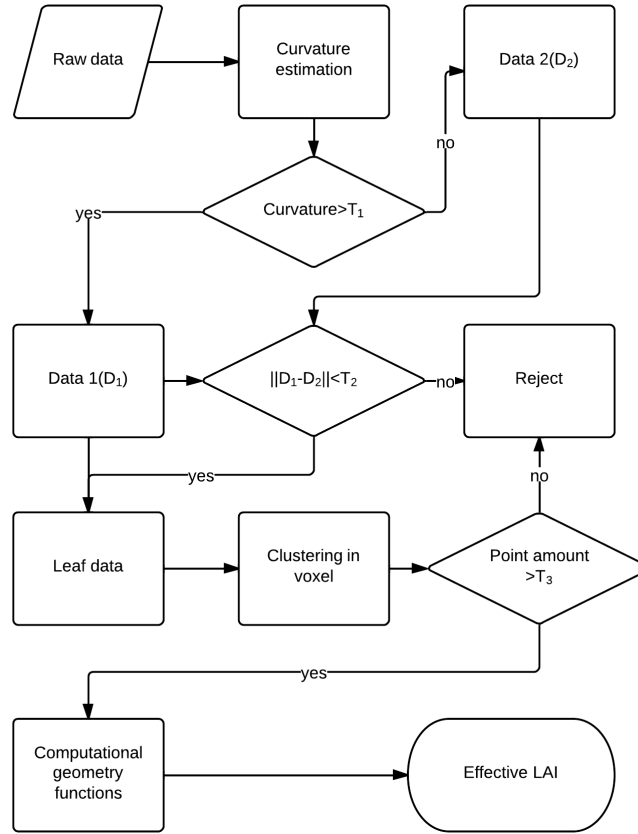 Raw data
Curvature
estimation
Data 2(D₂)
no
Curvature>T₁
yes
Data 1(D₁)
||D₁-D₂||<T₂
no
Reject
yes
no
Leaf data
Clustering in
voxel
Point amount
>T₃
yes
Computational
geometry
functions
Effective LAI